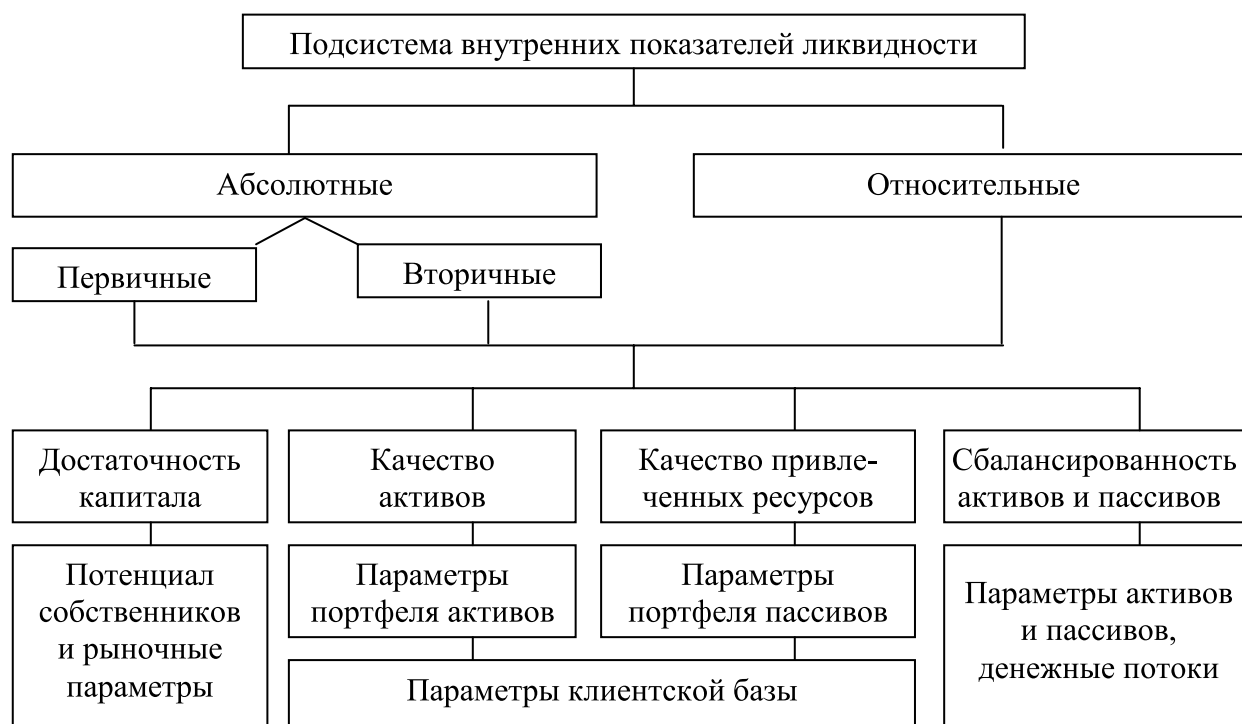 Подсистема внутренних показателей ликвидности
Абсолютные
Относительные
Первичные
Вторичные
Достаточность
капитала
Качество
активов
Качество привле-
ченных ресурсов
Сбалансированность
активов и пассивов
Потенциал
собственников
и рыночные
параметры
Параметры
портфеля активов
Параметры
портфеля пассивов
Параметры активов
и пассивов,
денежные потоки
Параметры клиентской базы